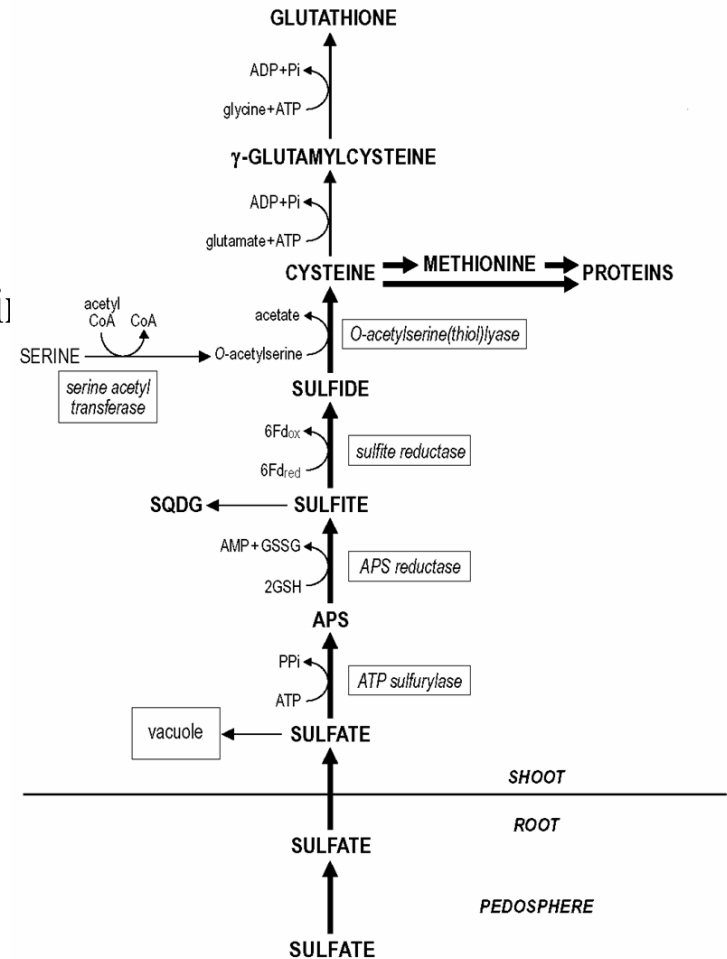 GLUTATHIONE
ADP+Pi
glycine+ATP
γ-GLUTAMYLCYSTEINE
ADP+Pi
glutamate+ATP
CYSTEINE METHIONINE PROTEINS
acetyl
CoA CoA
acetate
O-acetylserine(thiol)lyase
SERINE O-acetylserine
serine acetyl
transferase
SULFIDE
6Fdox
sulfite reductase
6Fdred
SQDG SULFITE
AMP+GSSG
APS reductase
2GSH
APS
PPi
ATP sulfurylase
ATP
vacuole SULFATE
SHOOT
ROOT
SULFATE
PEDOSPHERE
SULFATE